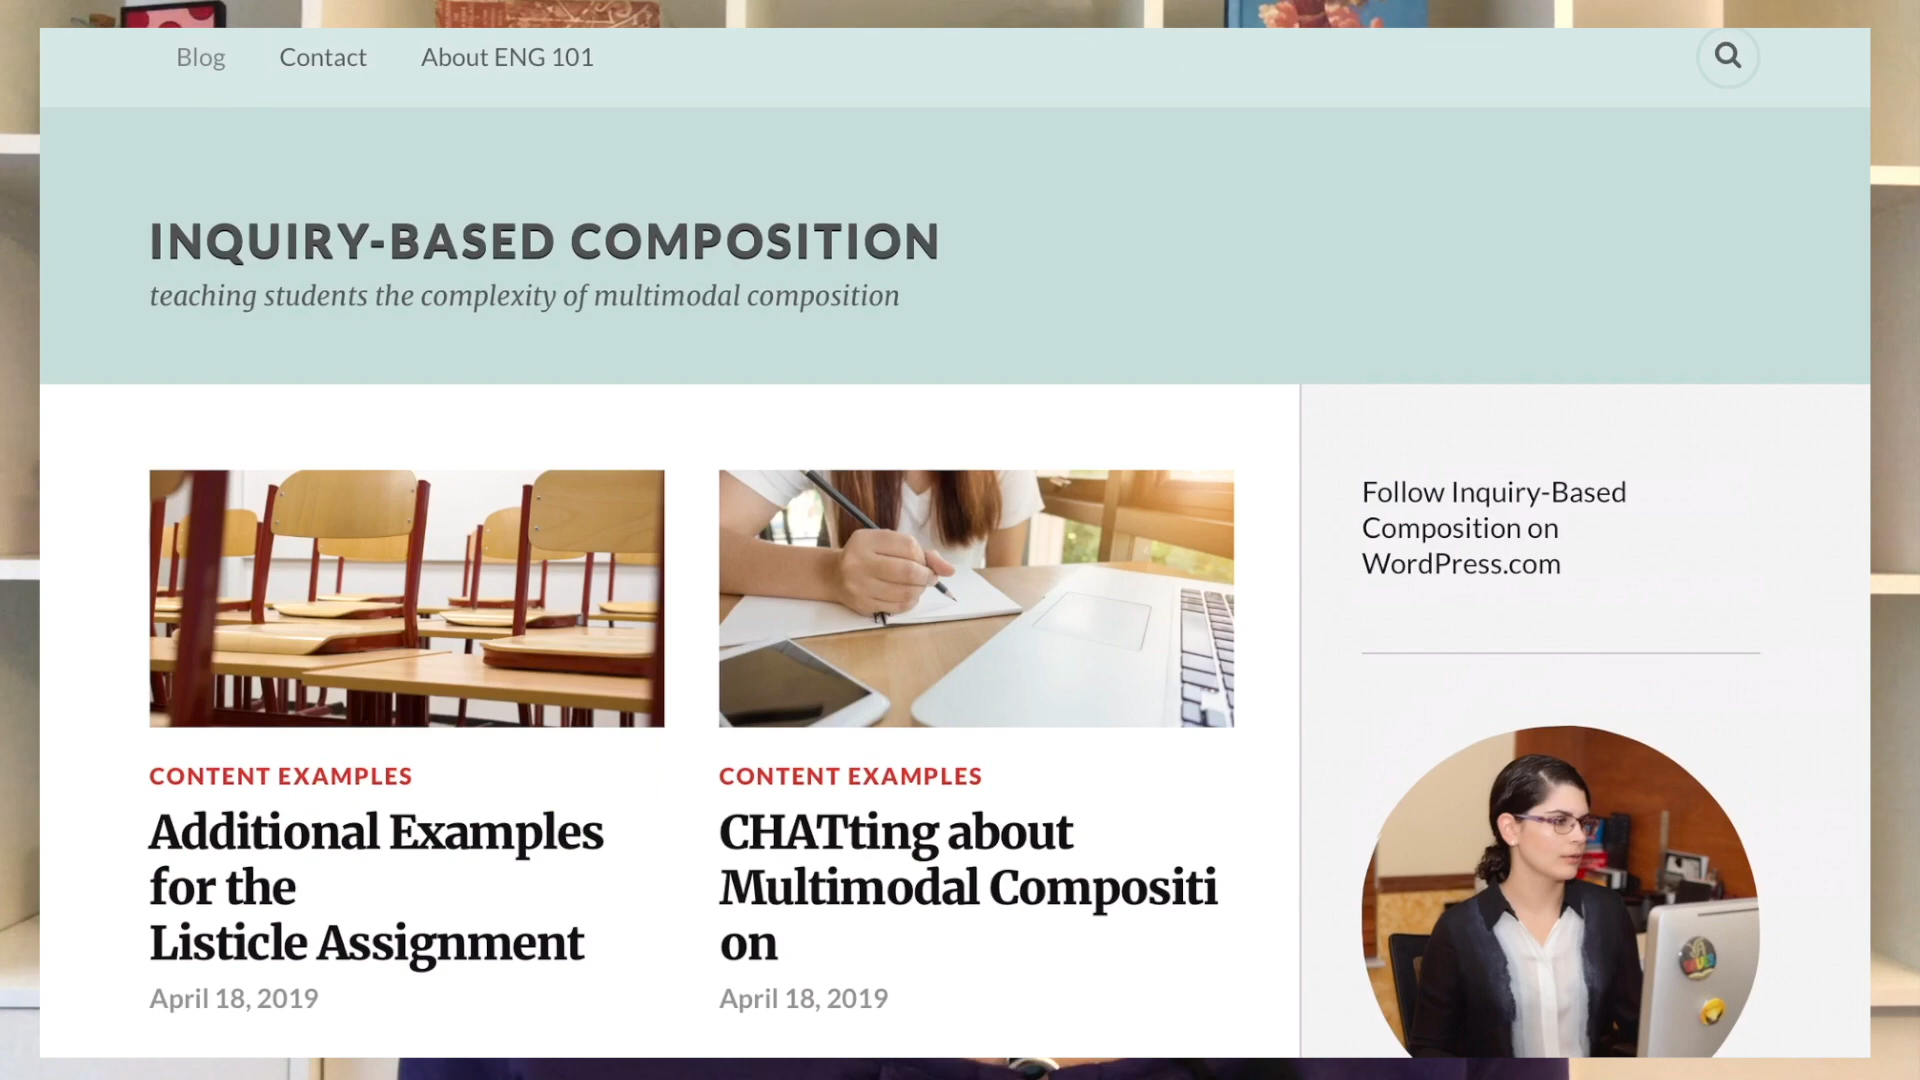 Blog Contact About ENG 101
INQUIRY-BASED COMPOSITION
teaching students the complexity of multimodal composition
CONTENT EXAMPLES
Additional Examples
for the
Listicle Assignment
April 18, 2019
CONTENT EXAMPLES
CHATting about
Multimodal Compositi
on
April 18, 2019
Follow Inquiry-Based
Composition on
WordPress.com